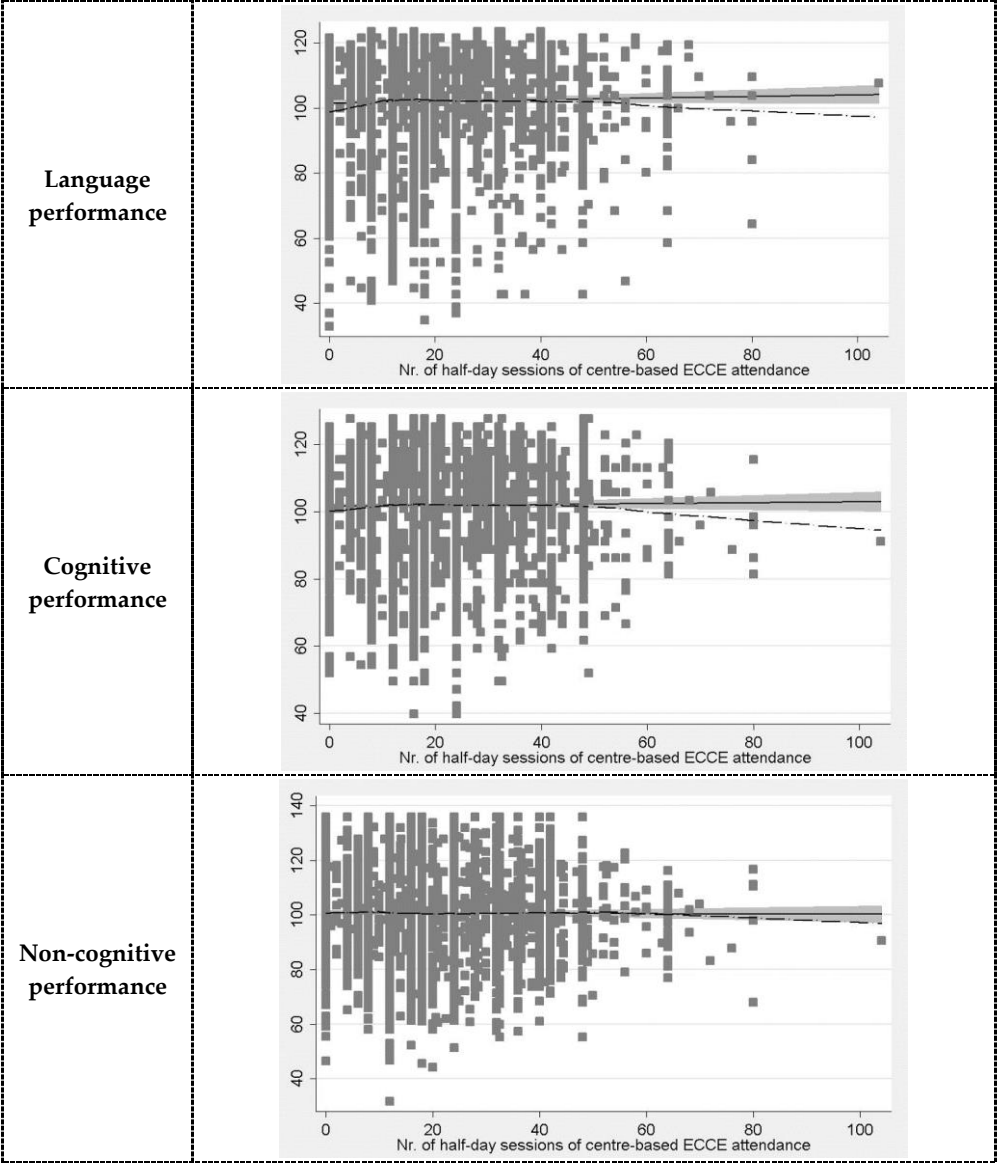 Language
performance
120
100
80
60
40
0 20 40 60 80 100
Nr. of half-day sessions of centre-based ECCE attendance
Cognitive
performance
120
100
80
60
40
0 20 40 60 80 100
Nr. of half-day sessions of centre-based ECCE attendance
Non-cognitive
performance
140
120
100
80
60
40
0 20 40 60 80 100
Nr. of half-day sessions of centre-based ECCE attendance